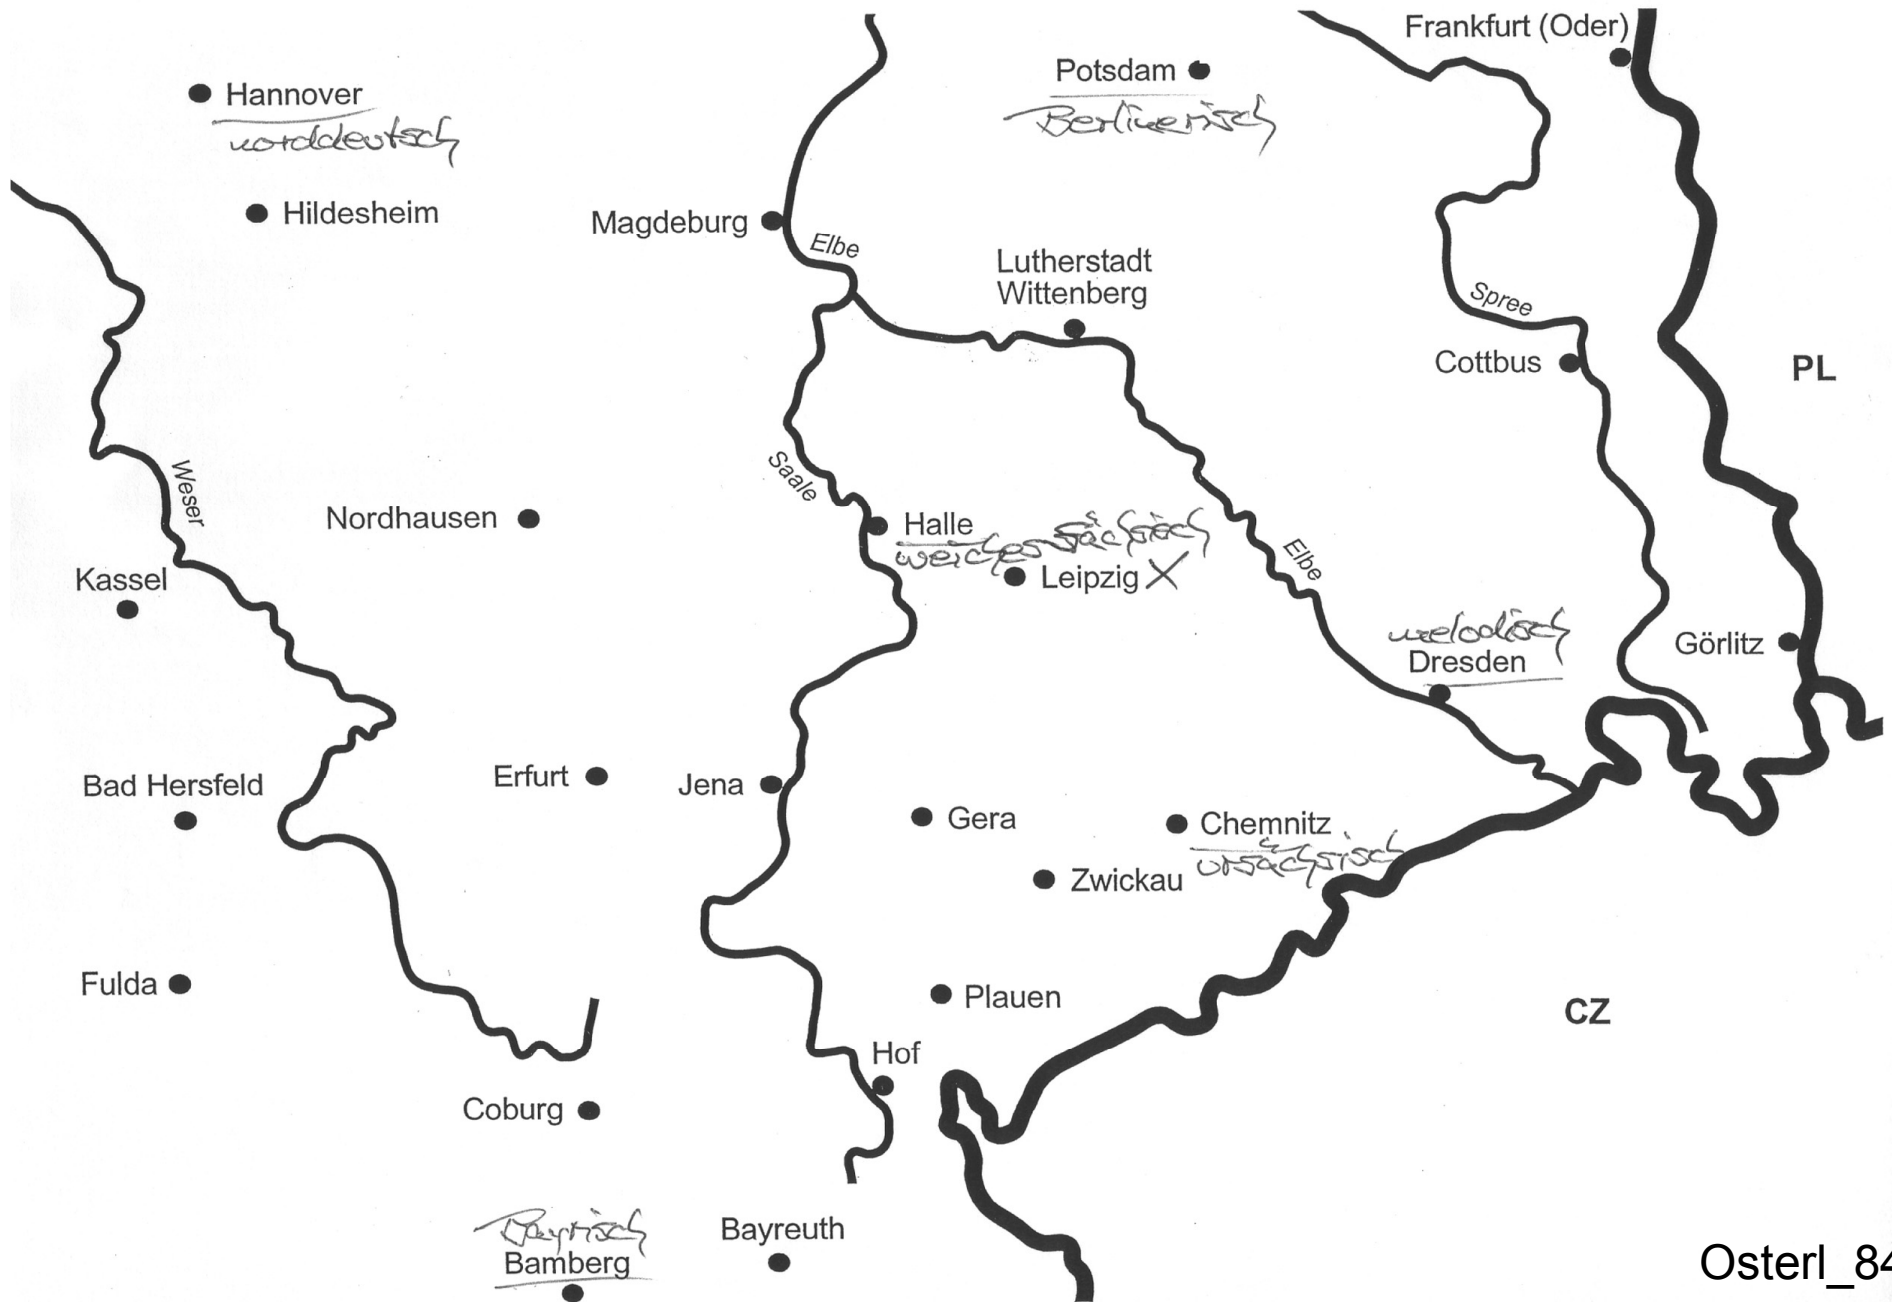 Frankfurt (Oder)
Potsdam
Berlinerisch
Hannover
norddeutsch
Hildesheim
Magdeburg
Elbe
Lutherstadt
Wittenberg
Spree
Cottbus
PL
Weser
Saale
Nordhausen
Halle
weicher sächsisch
Leipzig X
Elbe
Kassel
melodisch
Dresden
Görlitz
Bad Hersfeld
Erfurt
Jena
Gera
Chemnitz
ursächsisch
Zwickau
Fulda
Plauen
CZ
Hof
Coburg
Bayrisch
Bamberg
Bayreuth
Osterl_84